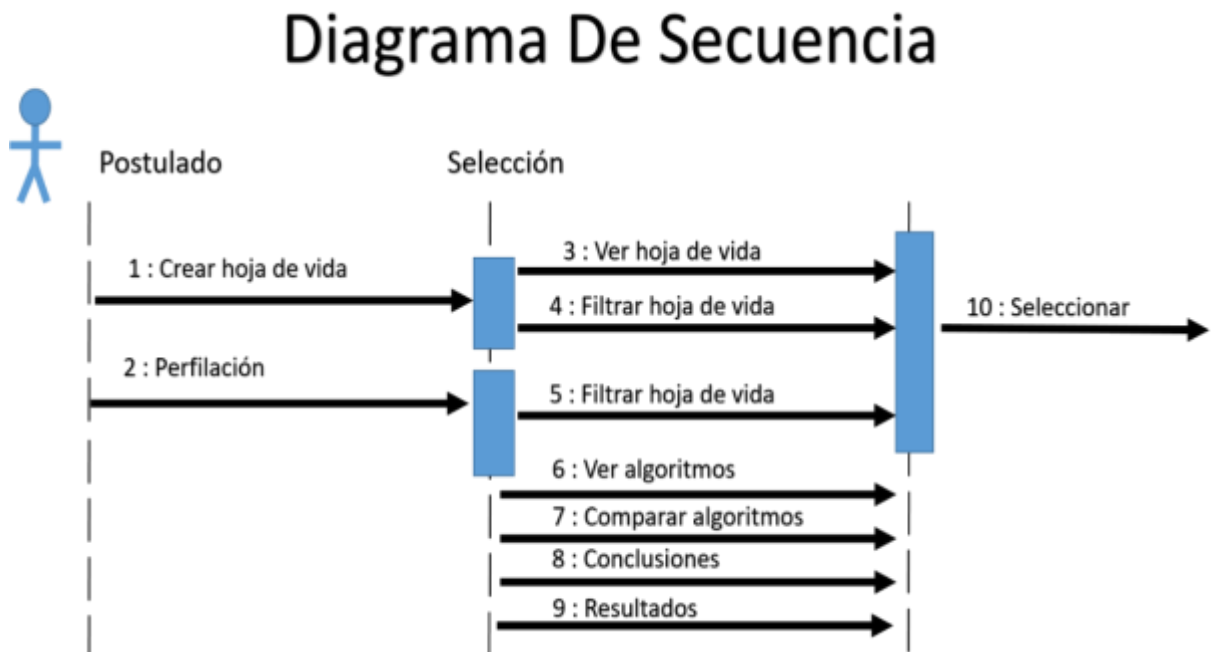 Diagrama De Secuencia
Postulado
Selección
1 : Crear hoja de vida
3 : Ver hoja de vida
4 : Filtrar hoja de vida
10 : Seleccionar
2 : Perfilación
5 : Filtrar hoja de vida
6 : Ver algoritmos
7 : Comparar algoritmos
8 : Conclusiones
9 : Resultados